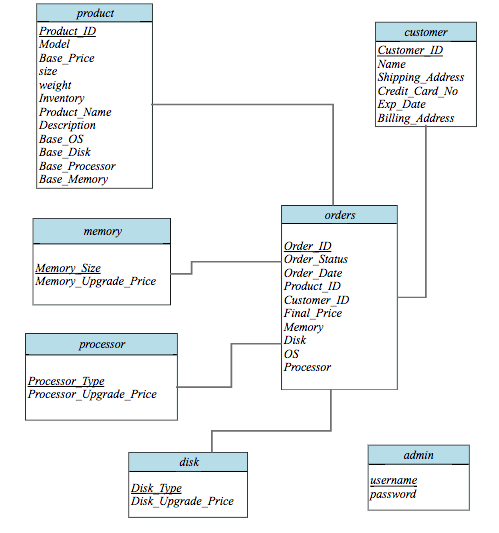 product
Product_ID
Model
Base_Price
size
weight
Inventory
Product_Name
Description
Base_OS
Base_Disk
Base_Processor
Base_Memory
customer
Customer_ID
Name
Shipping_Address
Credit_Card_No
Exp_Date
Billing_Address
memory
Memory_Size
Memory_Upgrade_Price
orders
Order_ID
Order_Status
Order_Date
Product_ID
Customer_ID
Final_Price
Memory
Disk
OS
Processor
processor
Processor_Type
Processor_Upgrade_Price
disk
Disk_Type
Disk_Upgrade_Price
admin
username
password